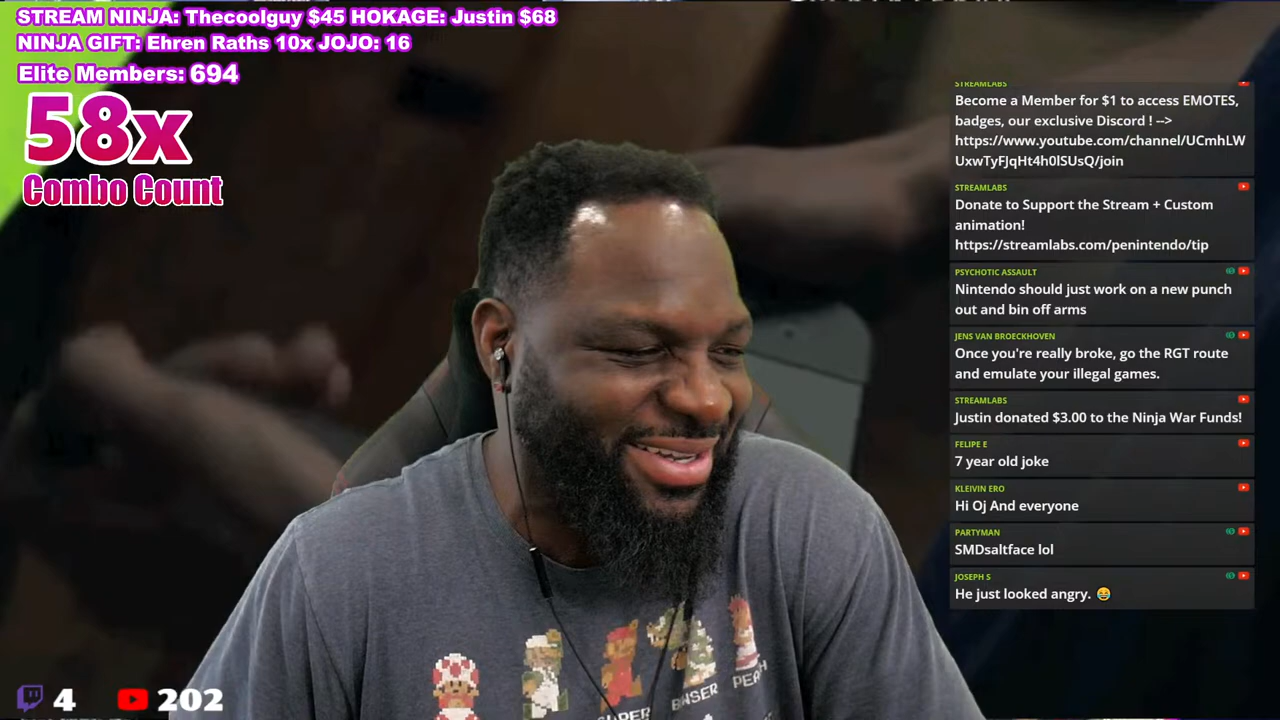 STREAM NINJA: Thecoolguy $45 HOKAGE: Justin $68
NINJA GIFT: Ehren Raths 10x JOJO: 16
Elite Members: 694
58x
Combo Count
STREAMLABS
Become a Member for $1 to access EMOTES,
badges, our exclusive Discord ! -->
https://www.youtube.com/channel/UCmhLW
UxwTyFJqHt4h0lSUsQ/join
STREAMLABS
Donate to Support the Stream + Custom
animation!
https://streamlabs.com/penintendo/tip
PSYCHOTIC ASSAULT
Nintendo should just work on a new punch
out and bin off arms
JENS VAN BROECKHOVEN
Once you're really broke, go the RGT route
and emulate your illegal games.
STREAMLABS
Justin donated $3.00 to the Ninja War Funds!
FELIPE E
7 year old joke
KLEIVIN ERO
Hi Oj And everyone
PARTYMAN
SMDsaltface lol
JOSEPH S
He just looked angry. 😂
SUPER
4
202